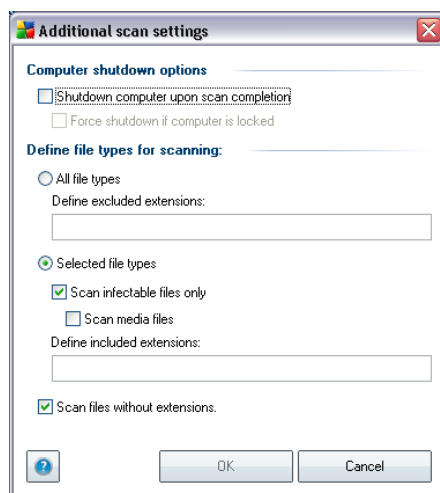 Additional scan settings
Computer shutdown options
Shutdown computer upon scan completion
Force shutdown if computer is locked
Define file types for scanning:
All file types
Define excluded extensions:
Selected file types
Scan infectable files only
Scan media files
Define included extensions:
Scan files without extensions.
OK
Cancel